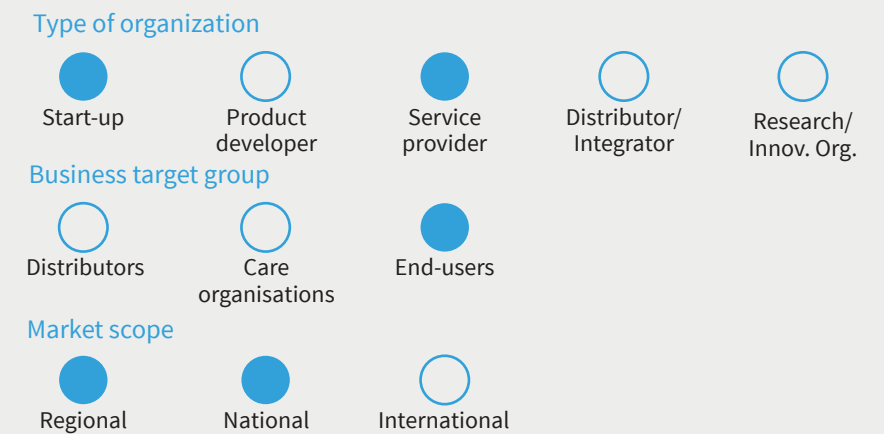 Type of organization
Start-up
Product
developer
Service
provider
Distributor/
Integrator
Research/
Innov. Org.
Business target group
Distributors
Care
organisations
End-users
Market scope
Regional
National
International